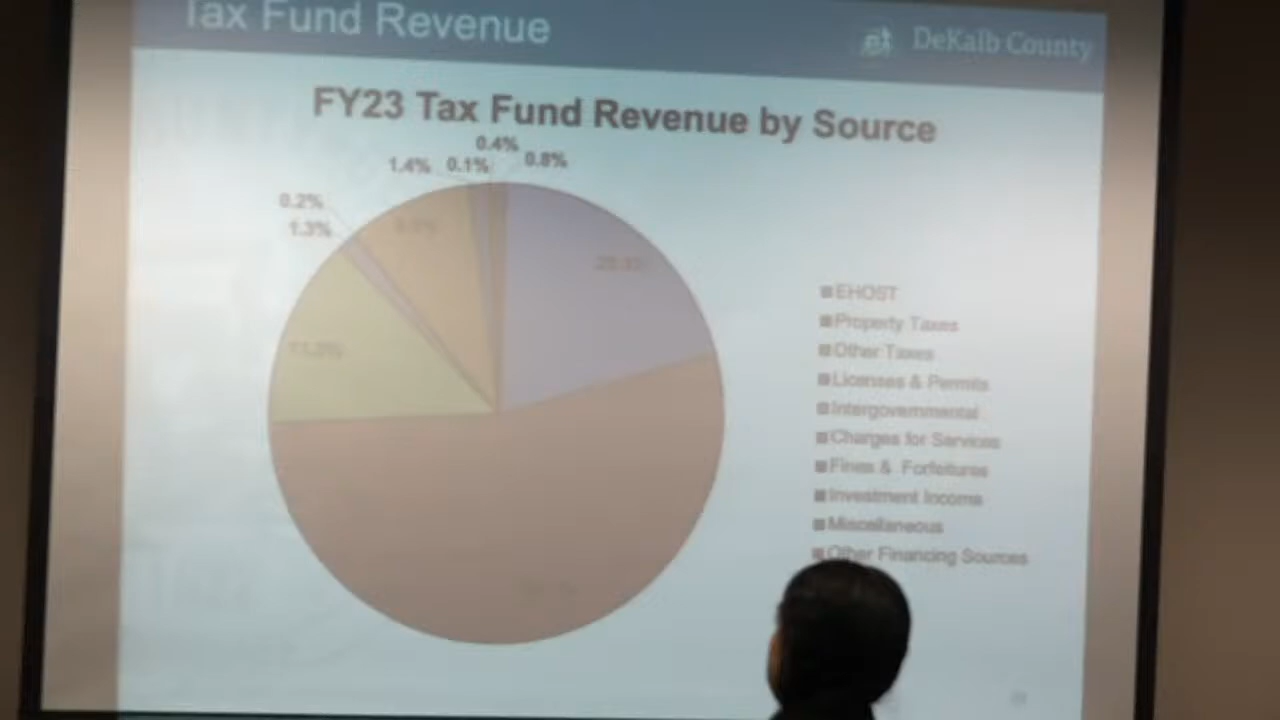 Tax Fund Revenue
DeKalb County
FY23 Tax Fund Revenue by Source
0.4%
1.4% 0.1% 0.8%
0.2%
1.3%
EHOST
Property Taxes
Other Taxes
Licenses & Permits
Intergovernmental
Charges for Services
Fines & Forfeitures
Investment Income
Miscellaneous
Other Financing Sources